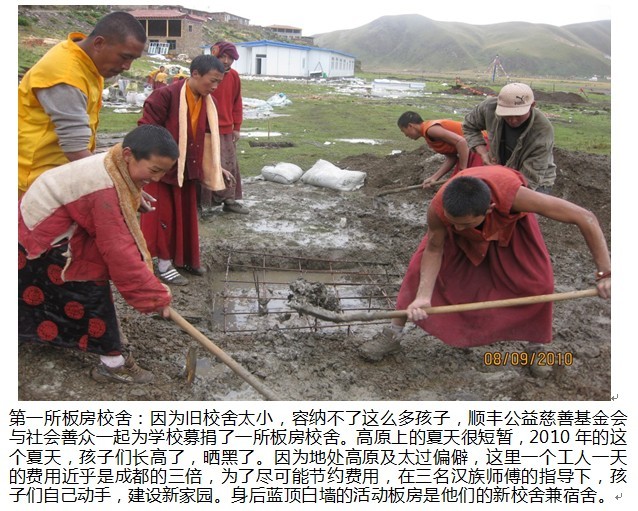 08/09/2010
第一所板房校舍：因为旧校舍太小，容纳不了这么多孩子，顺丰公益慈善基金会
与社会善众一起为学校募捐了一所板房校舍。高原上的夏天很短暂，2010 年的这
个夏天，孩子们长高了，晒黑了。因为地处高原及太过偏僻，这里一个工人一天
的费用近乎是成都的三倍，为了尽可能节约费用，在三名汉族师傅的指导下，孩
子们自己动手，建设新家园。身后蓝顶白墙的活动板房是他们的新校舍兼宿舍。